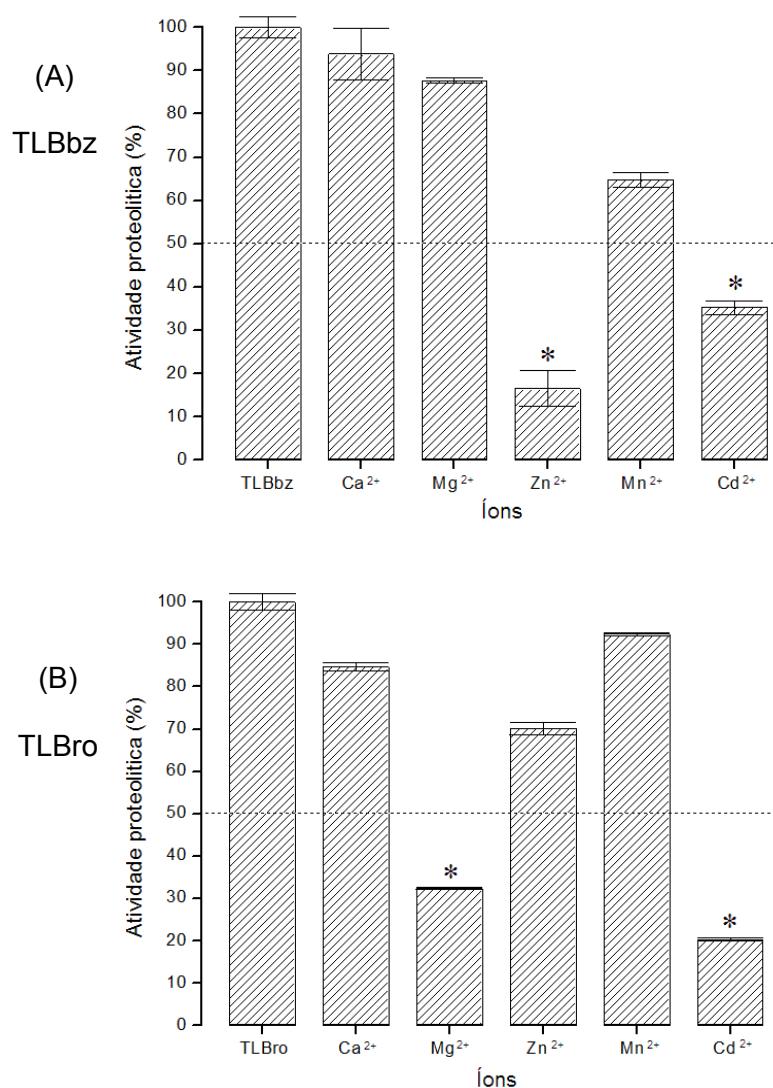 (A)
TLBbz
Atividade proteolitica (%)
100
90
80
70
60
50
40
30
20
10
0
*
*
TLBbz Ca 2+ Mg 2+ Zn 2+ Mn 2+ Cd 2+
Íons
(B)
TLBro
Atividade proteolitica (%)
100
90
80
70
60
50
40
30
20
10
0
*
*
TLBro Ca 2+ Mg 2+ Zn 2+ Mn 2+ Cd 2+
Íons